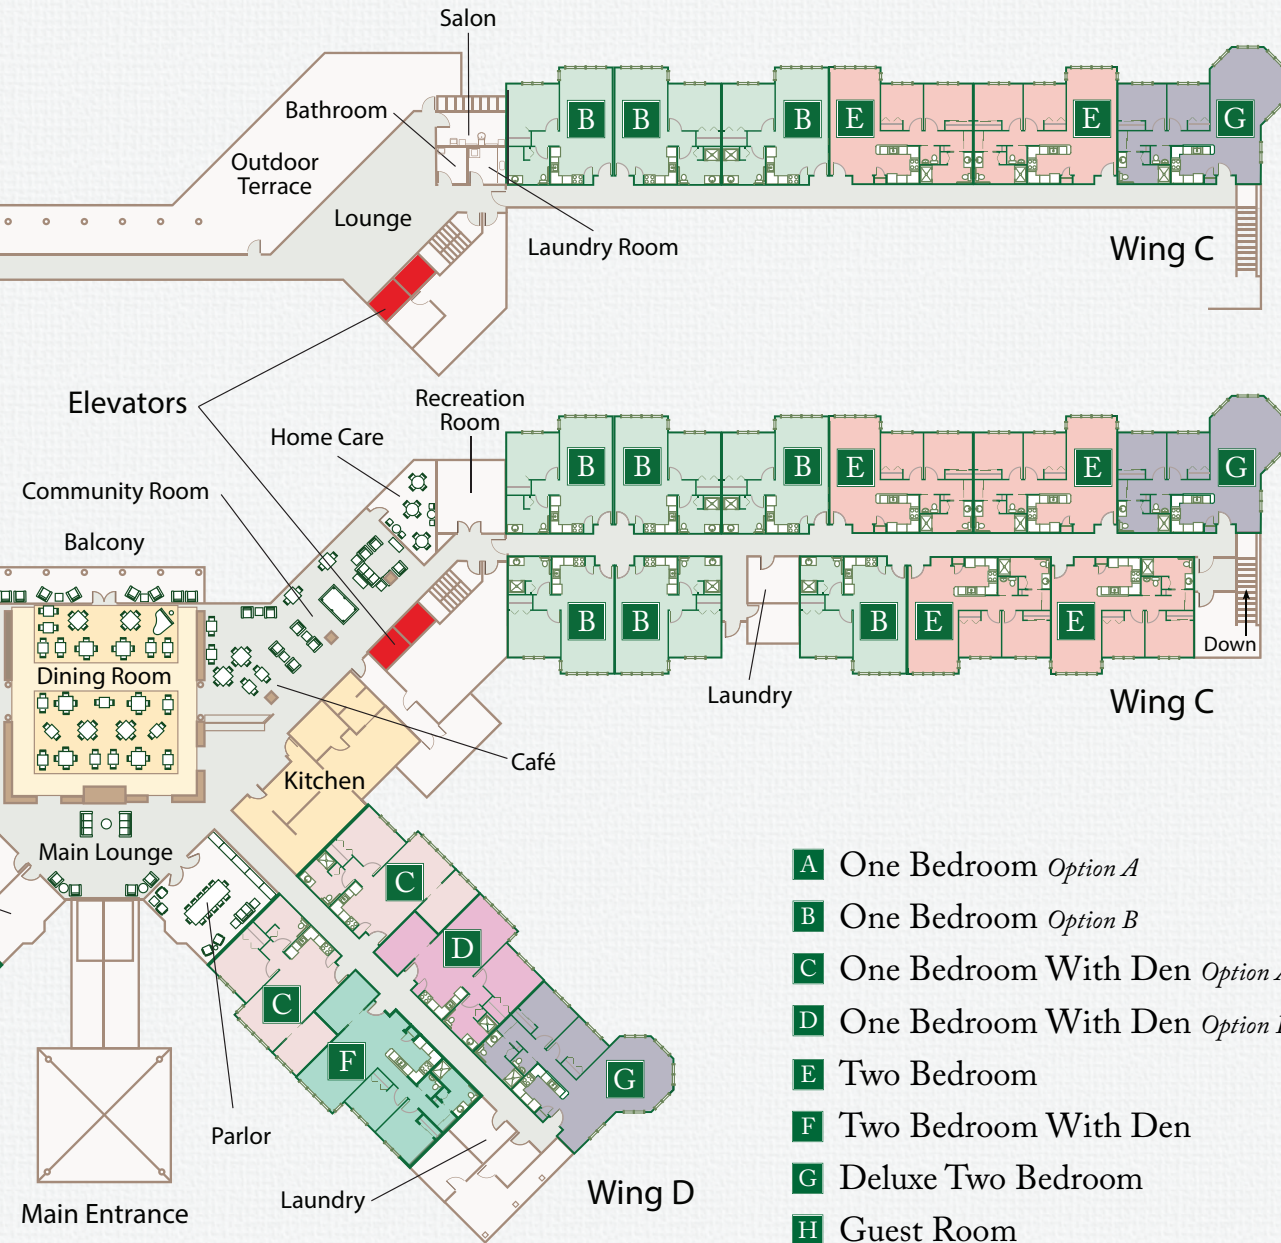 Salon
Bathroom
Outdoor
Terrace
Lounge
Laundry Room
B
B
B
E
E
G
Wing C
Elevators
Recreation
Room
Home Care
Community Room
Balcony
B
B
B
E
E
G
B
B
B
E
E
Down
Laundry
Wing C
Dining Room
Café
Kitchen
Main Lounge
C
D
C
F
G
Parlor
Laundry
Wing D
Main Entrance
A One Bedroom Option A
B One Bedroom Option B
C One Bedroom With Den Option
D One Bedroom With Den Option
E Two Bedroom
F Two Bedroom With Den
G Deluxe Two Bedroom
H Guest Room